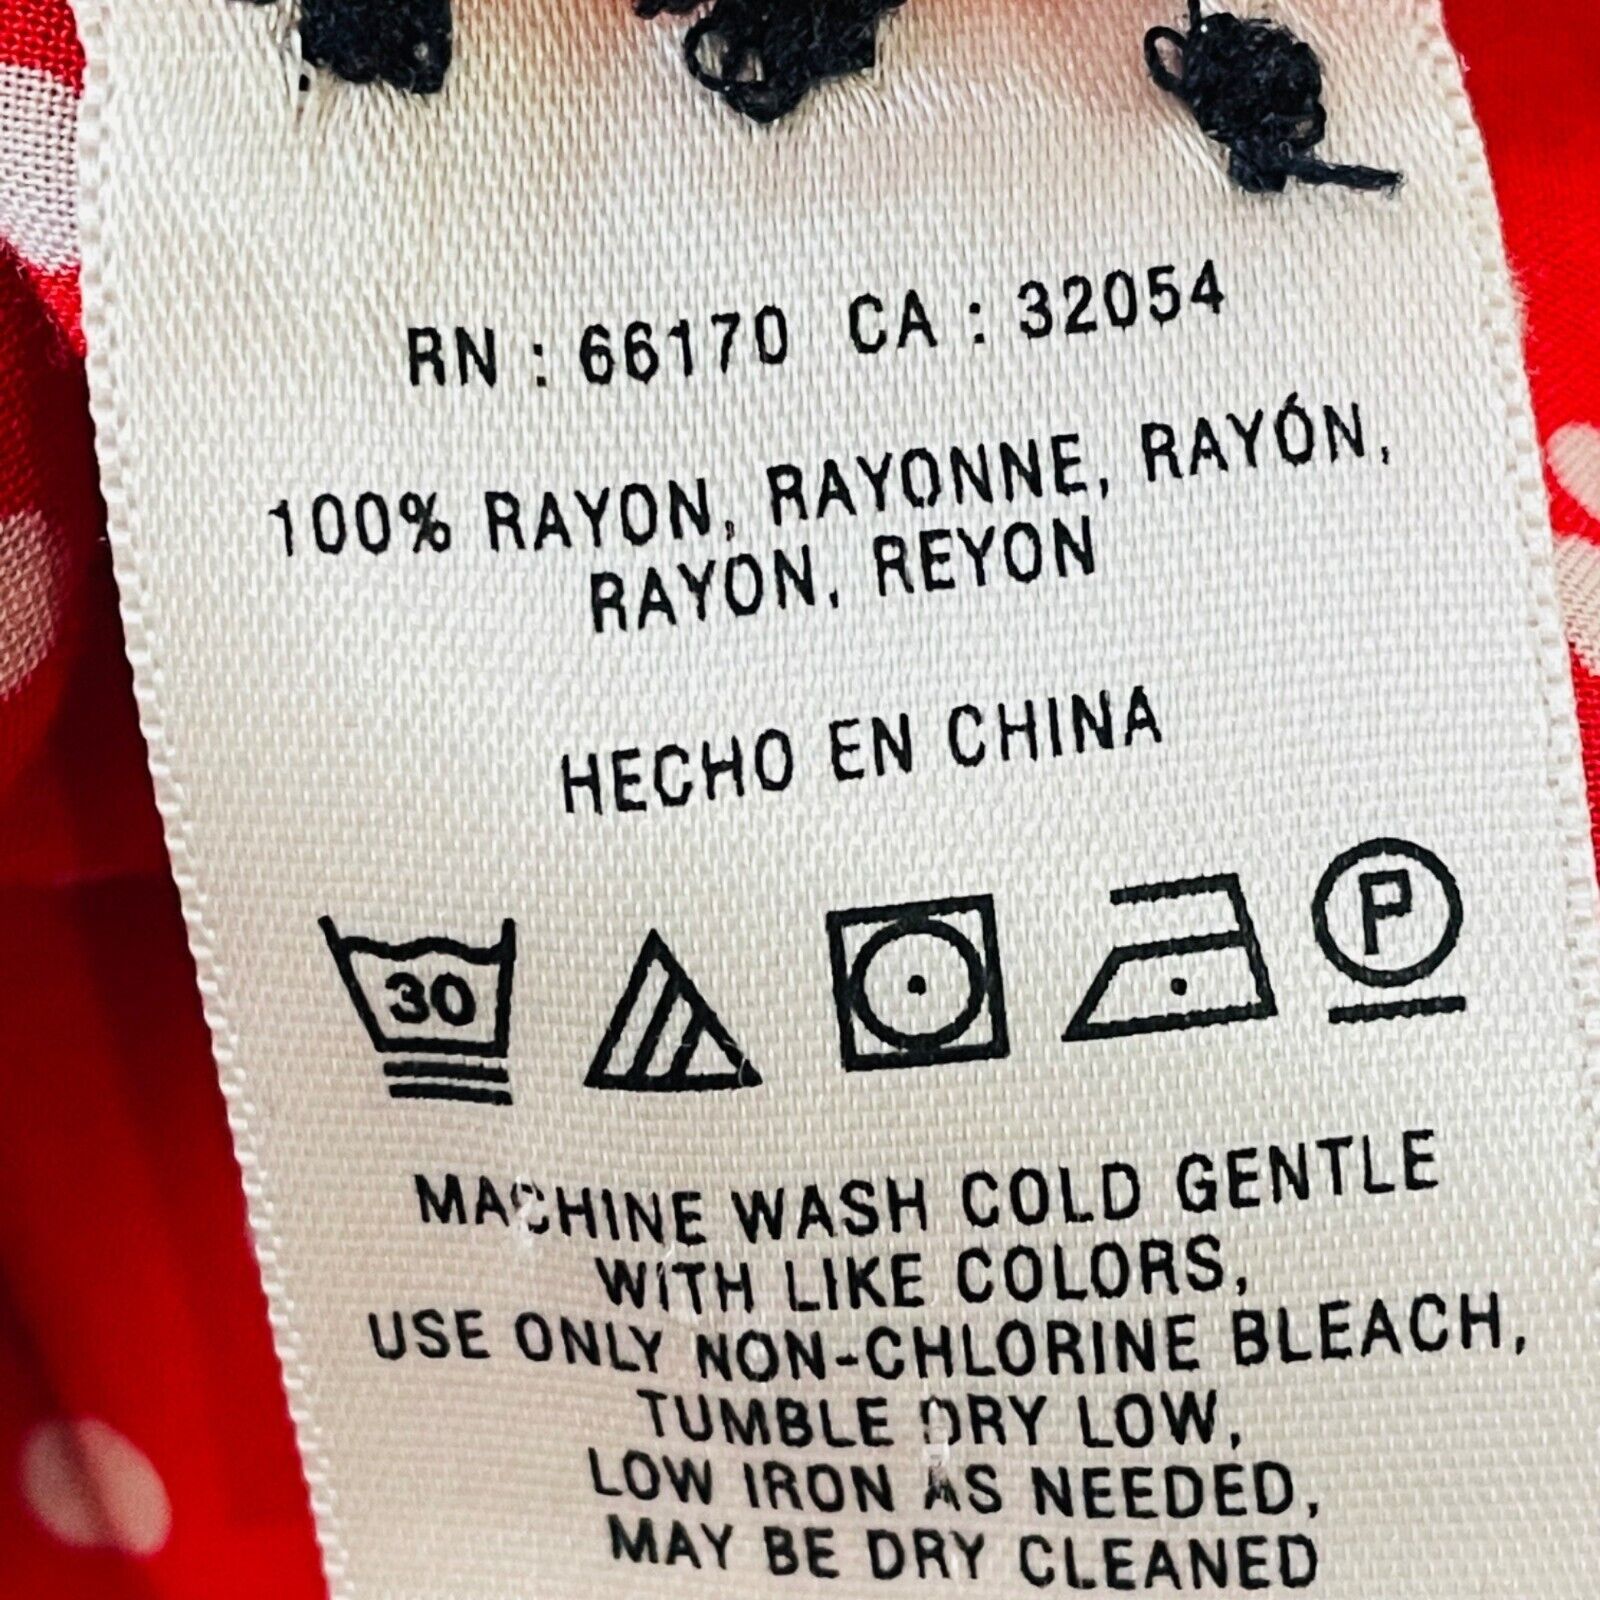 RN : 66170 CA : 32054
100% RAYON, RAYONNE, RAYÓN,
RAYON, REYON
HECHO EN CHINA
30 P
MACHINE WASH COLD GENTLE
WITH LIKE COLORS,
USE ONLY NON-CHLORINE BLEACH,
TUMBLE DRY LOW,
LOW IRON AS NEEDED,
MAY BE DRY CLEANED